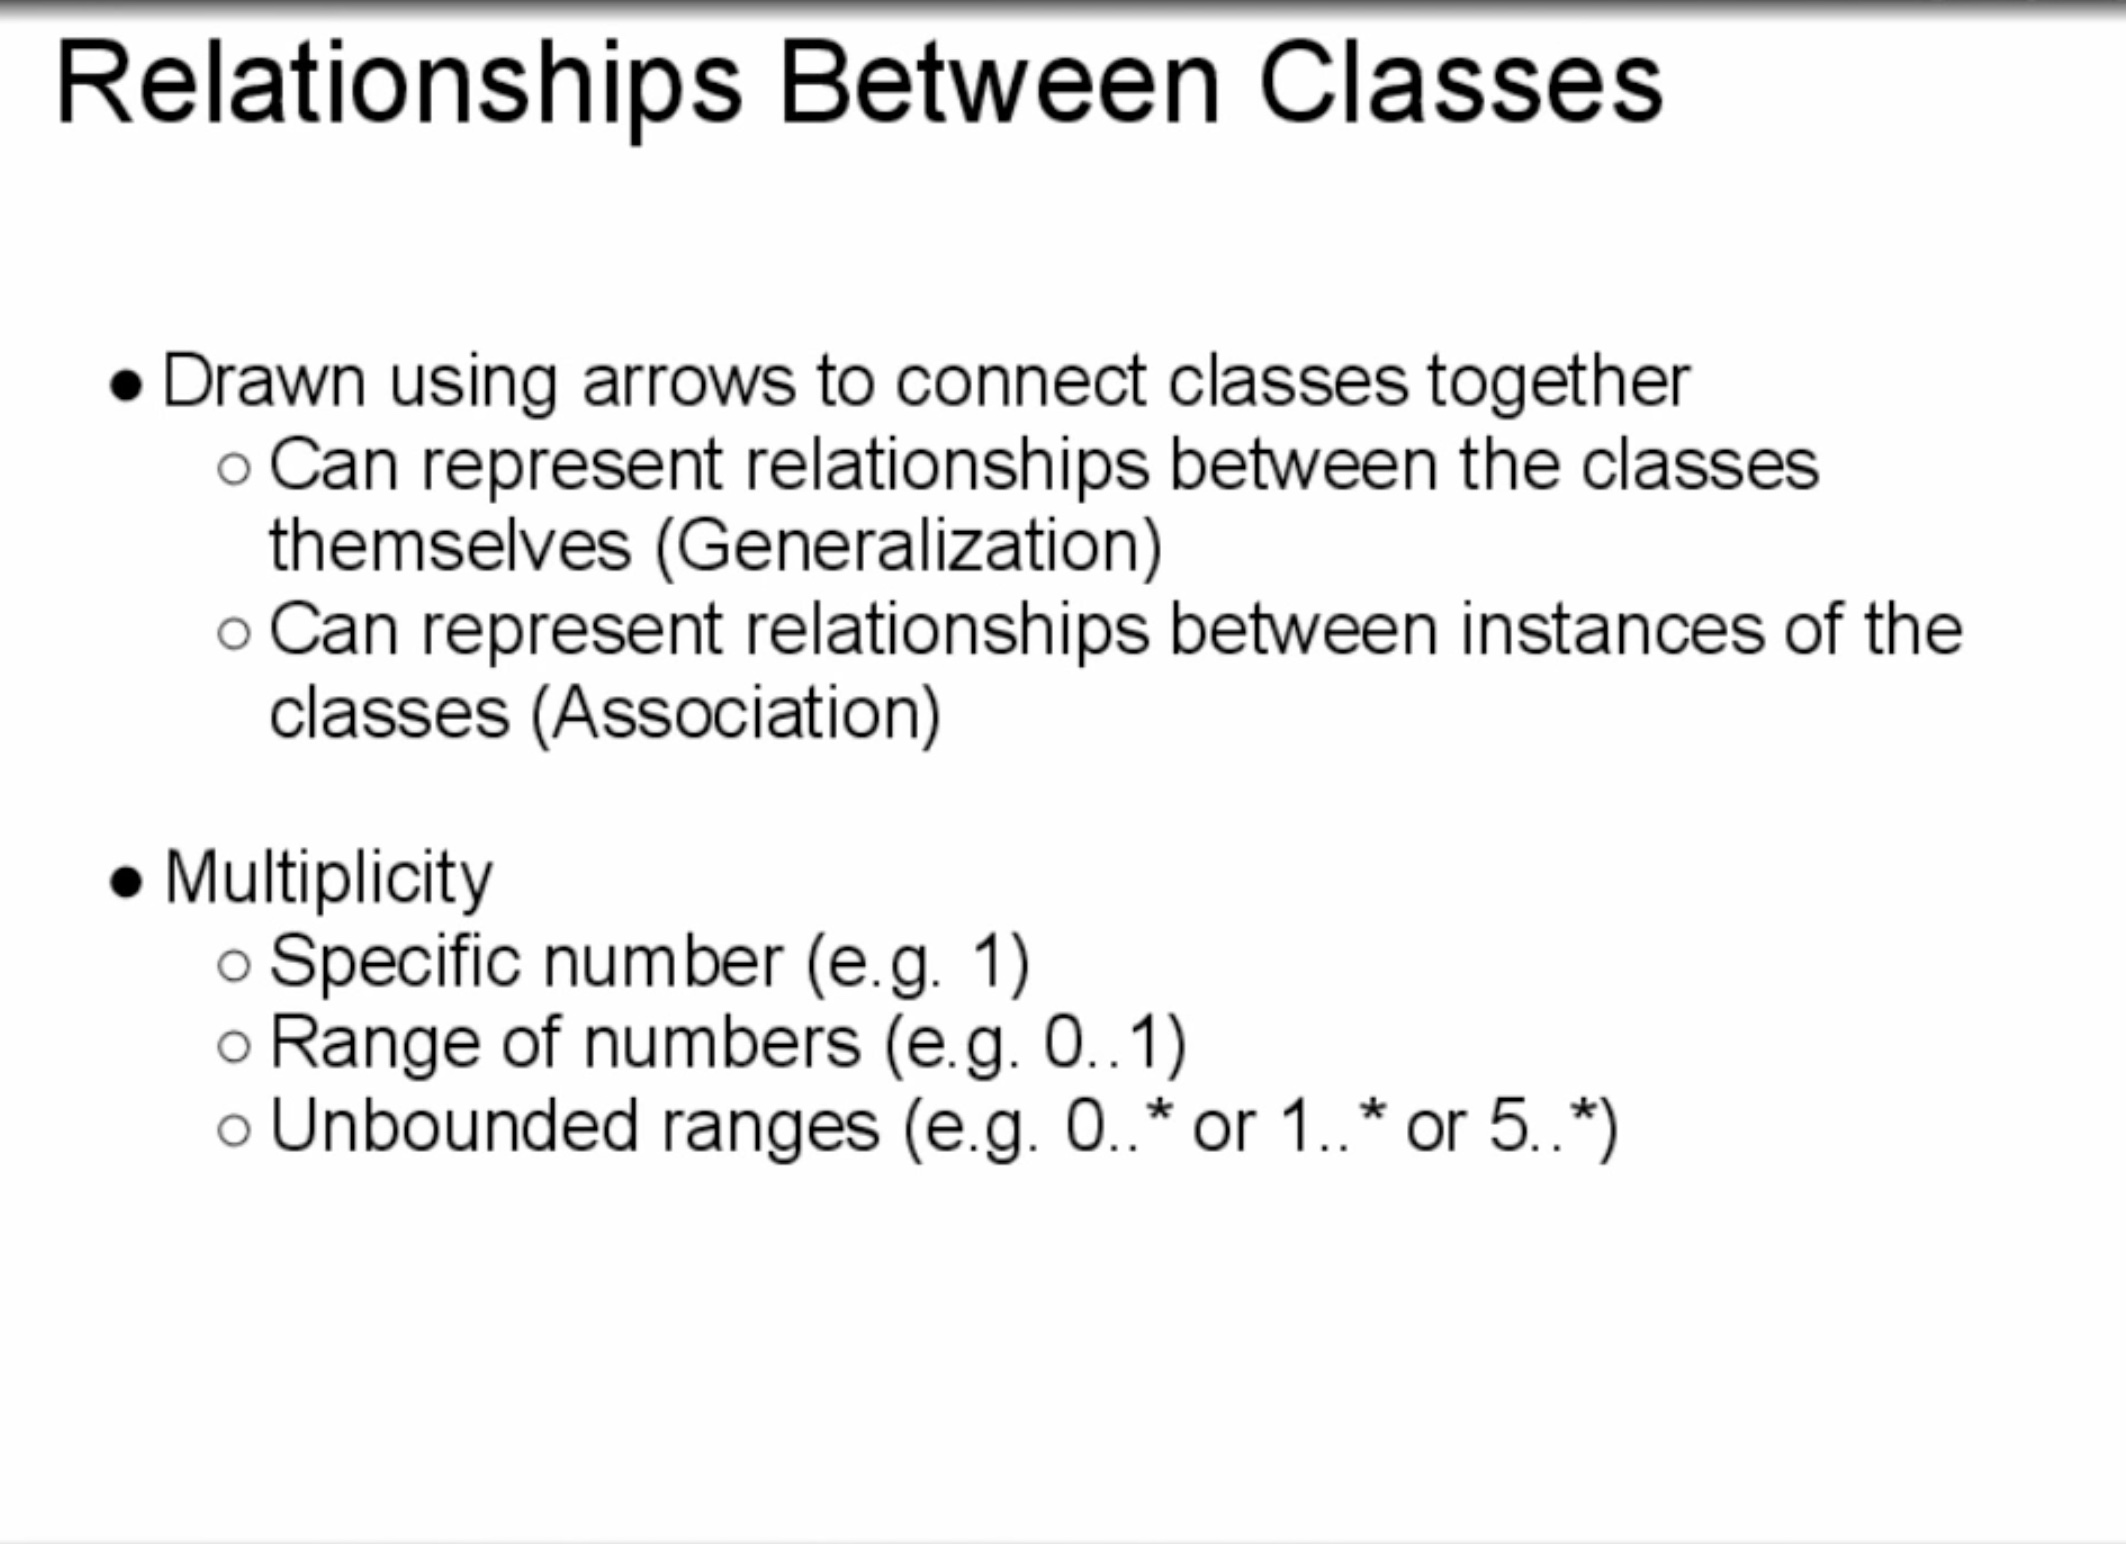 Relationships Between Classes
● Drawn using arrows to connect classes together
○ Can represent relationships between the classes
themselves (Generalization)
○ Can represent relationships between instances of the
classes (Association)
● Multiplicity
○ Specific number (e.g. 1)
○ Range of numbers (e.g. 0..1)
○ Unbounded ranges (e.g. 0..* or 1..* or 5..*)